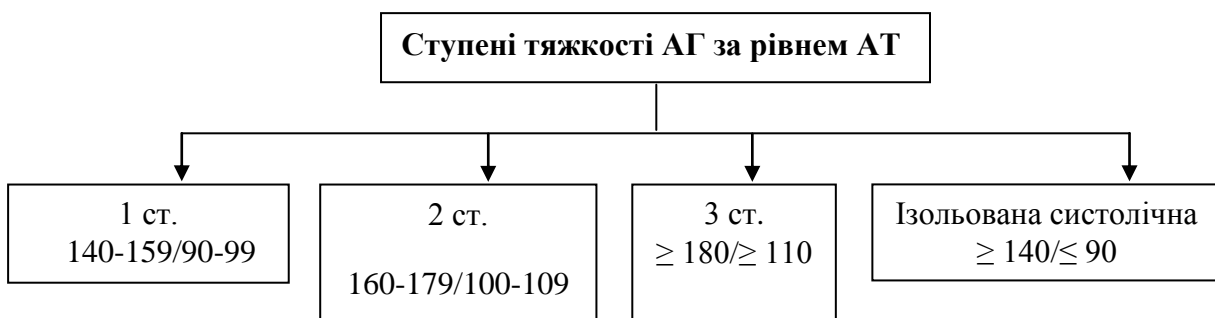 Ступені тяжкості АГ за рівнем АТ
1 ст.
140-159/90-99
2 ст.
160-179/100-109
3 ст.
≥ 180/≥ 110
Ізольована систолічна
≥ 140/≤ 90